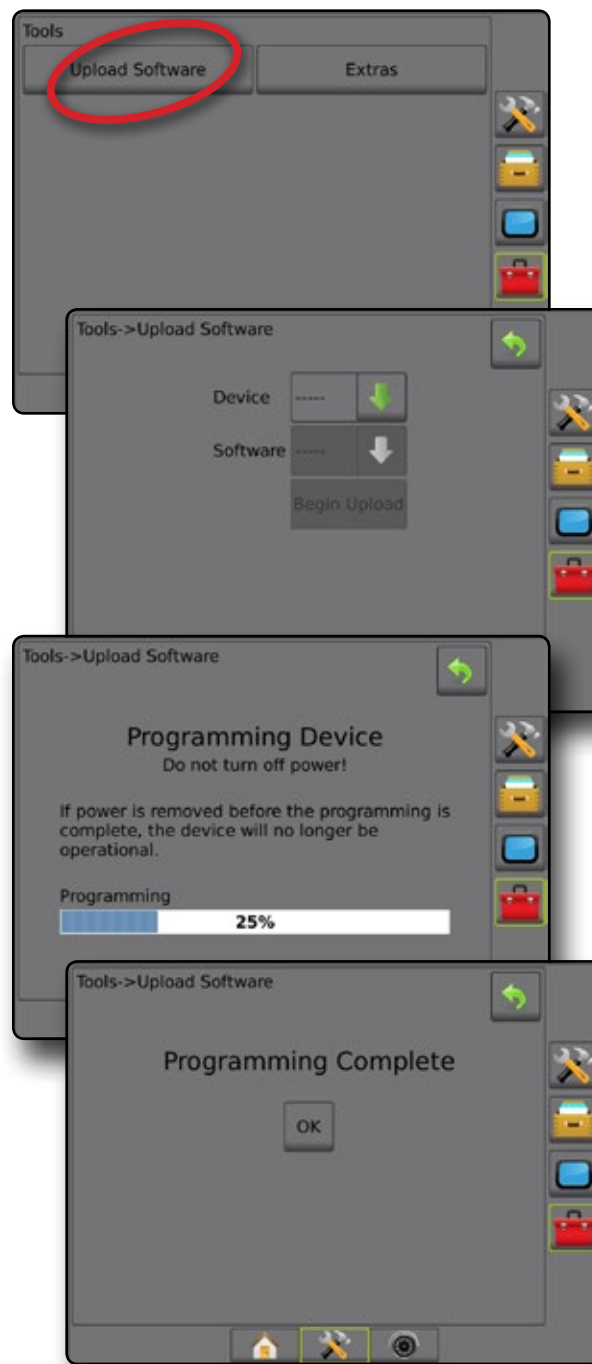 Tools
Upload Software Extras
Tools->Upload Software
Device -----
Software -----
Begin Upload
Tools->Upload Software
Programming Device
Do not turn off power!
If power is removed before the programming is
complete, the device will no longer be
operational.
Programming
25%
Tools->Upload Software
Programming Complete
OK